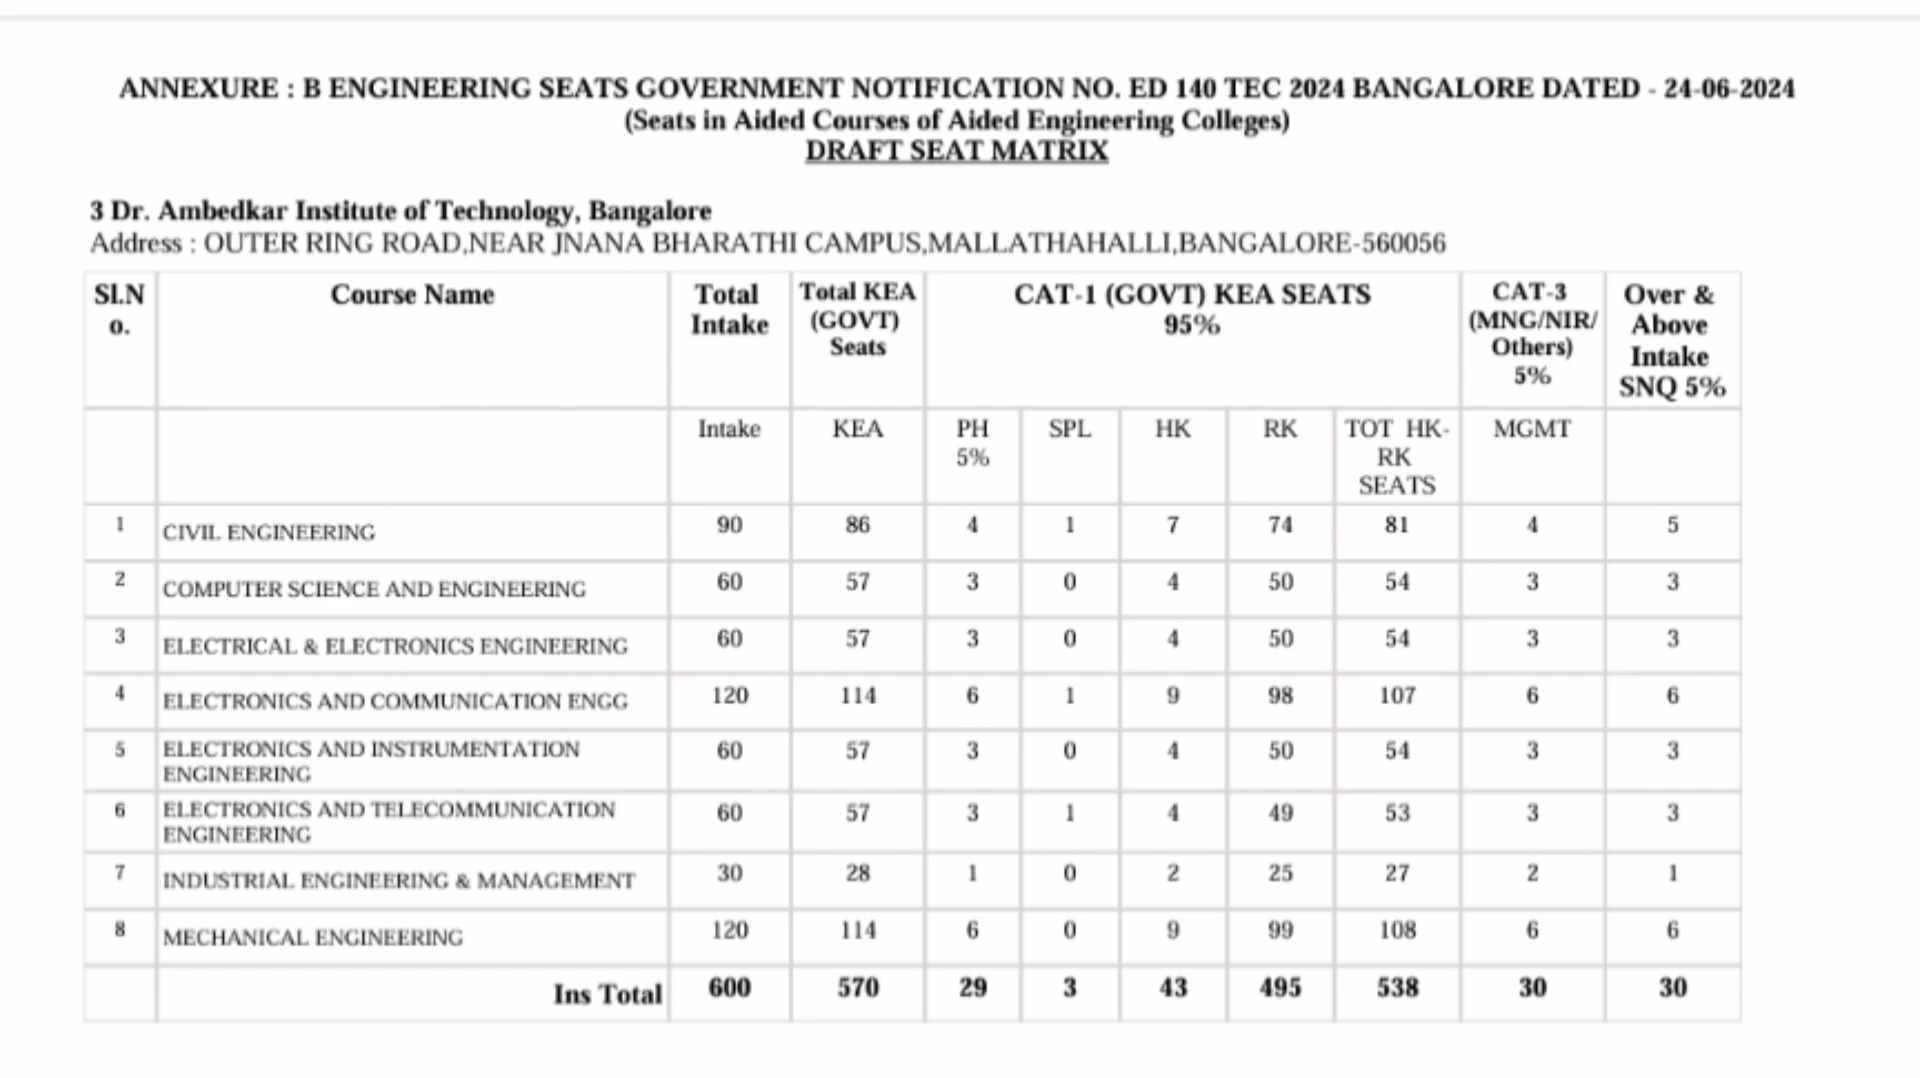 ANNEXURE : B ENGINEERING SEATS GOVERNMENT NOTIFICATION NO. ED 140 TEC 2024 BANGALORE DATED - 24-06-2024
(Seats in Aided Courses of Aided Engineering Colleges)
DRAFT SEAT MATRIX
3 Dr. Ambedkar Institute of Technology, Bangalore
Address : OUTER RING ROAD,NEAR JNANA BHARATHI CAMPUS,MALLATHAHALLI,BANGALORE-560056
Sl.No. Course Name Total Intake Total KEA (GOVT) Seats CAT-1 (GOVT) KEA SEATS 95% CAT-3 (MNG/NIR/Others) 5% Over & Above Intake SNQ 5%
Intake KEA PH 5% SPL HK RK TOT HK-RK SEATS MGMT
1 CIVIL ENGINEERING 90 86 4 1 7 74 81 4 5
2 COMPUTER SCIENCE AND ENGINEERING 60 57 3 0 4 50 54 3 3
3 ELECTRICAL & ELECTRONICS ENGINEERING 60 57 3 0 4 50 54 3 3
4 ELECTRONICS AND COMMUNICATION ENGG 120 114 6 1 9 98 107 6 6
5 ELECTRONICS AND INSTRUMENTATION ENGINEERING 60 57 3 0 4 50 54 3 3
6 ELECTRONICS AND TELECOMMUNICATION ENGINEERING 60 57 3 1 4 49 53 3 3
7 INDUSTRIAL ENGINEERING & MANAGEMENT 30 28 1 0 2 25 27 2 1
8 MECHANICAL ENGINEERING 120 114 6 0 9 99 108 6 6
Ins Total 600 570 29 3 43 495 538 30 30